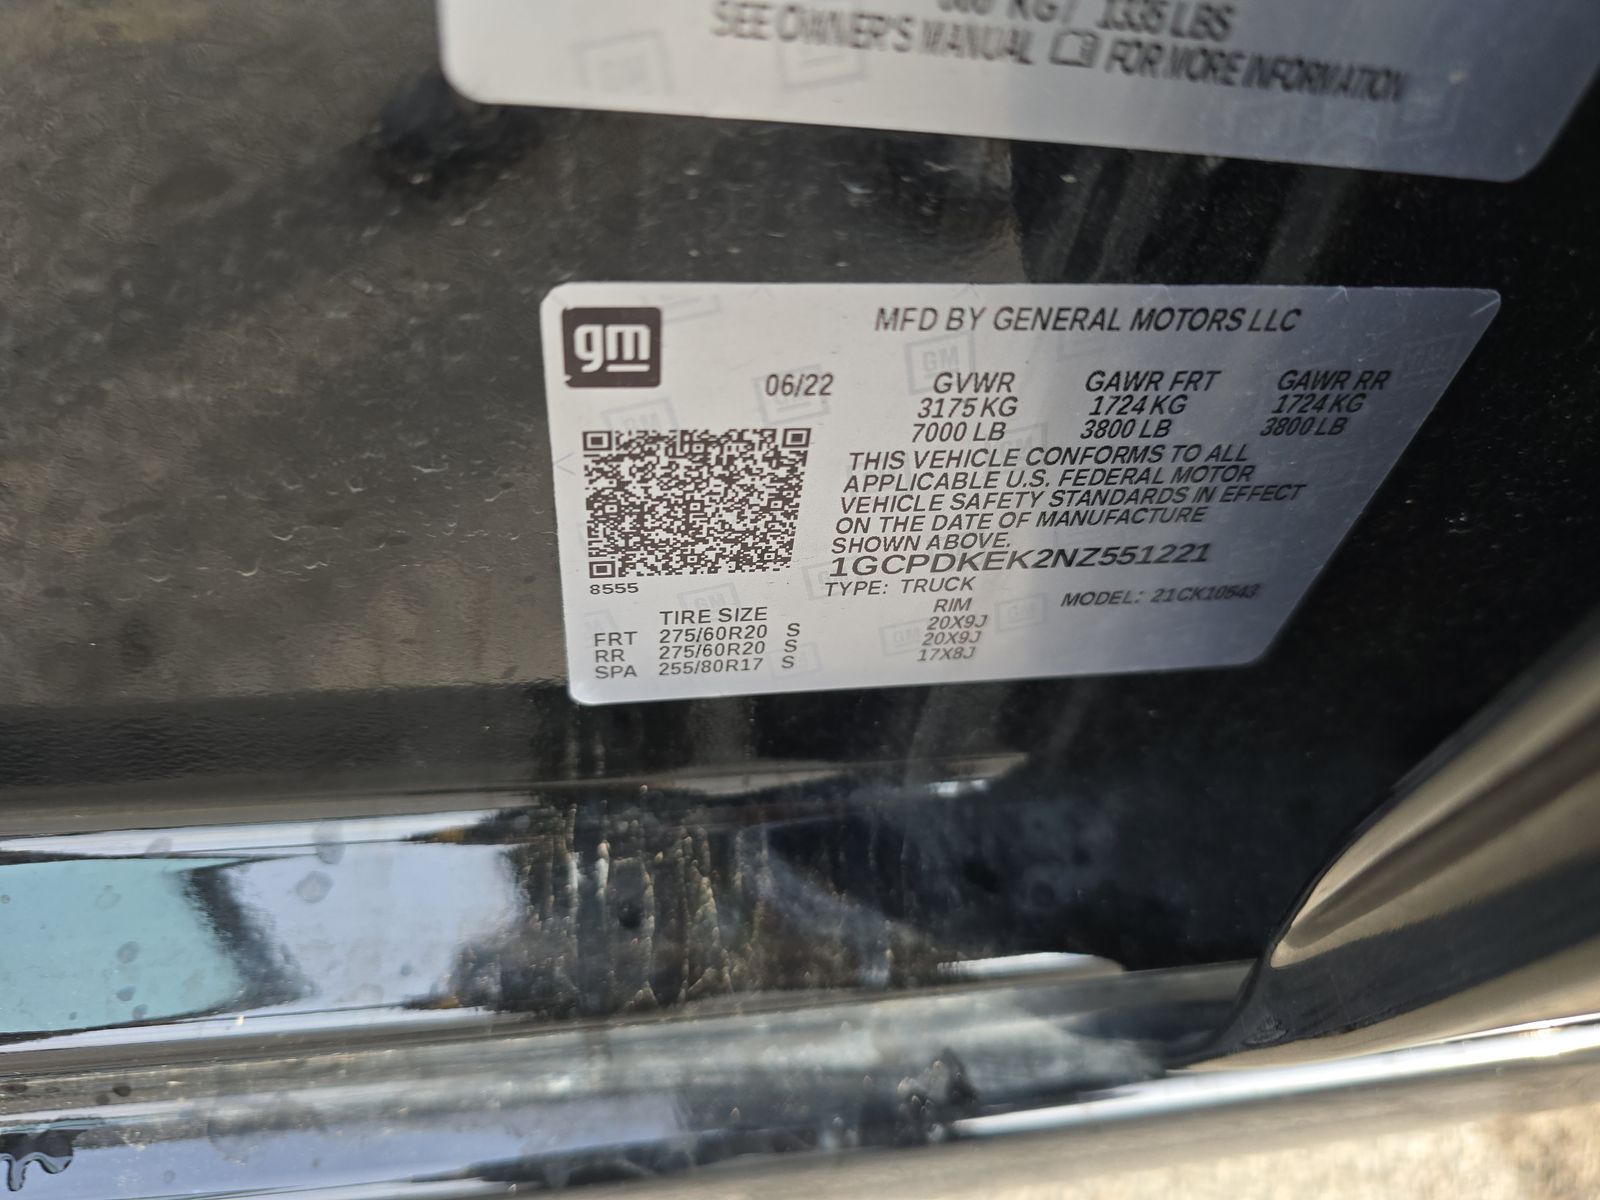 KG / 1335 LBS
SEE OWNER'S MANUAL FOR MORE INFORMATION
gm
MFD BY GENERAL MOTORS LLC
06/22
GVWR GAWR FRT GAWR RR
3175 KG 1724 KG 1724 KG
7000 LB 3800 LB 3800 LB
THIS VEHICLE CONFORMS TO ALL
APPLICABLE U.S. FEDERAL MOTOR
VEHICLE SAFETY STANDARDS IN EFFECT
ON THE DATE OF MANUFACTURE
SHOWN ABOVE.
1GCPDKEK2NZ551221
TYPE: TRUCK MODEL: 21CK10543
8555
TIRE SIZE RIM
FRT 275/60R20 S 20X9J
RR 275/60R20 S 20X9J
SPA 255/80R17 S 17X8J